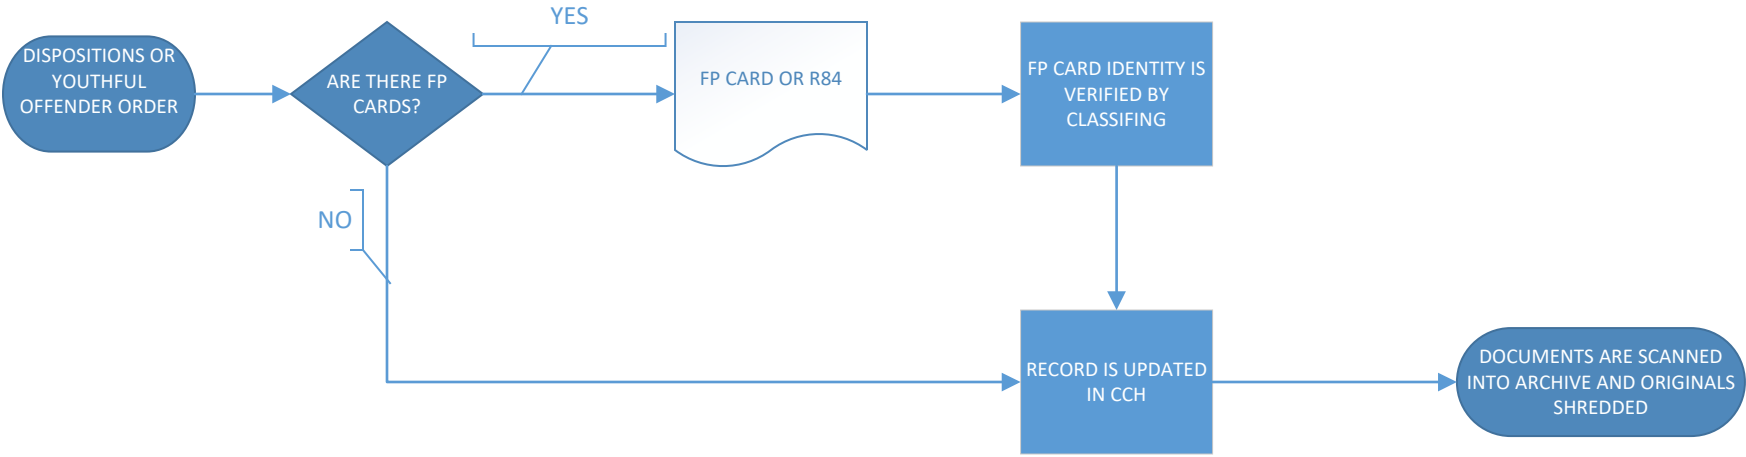 DISPOSITIONS OR
YOUTHFUL
OFFENDER ORDER
ARE THERE FP
CARDS?
YES
FP CARD OR R84
FP CARD IDENTITY IS
VERIFIED BY
CLASSIFING
NO
RECORD IS UPDATED
IN CCH
DOCUMENTS ARE SCANNED
INTO ARCHIVE AND ORIGINALS
SHREDDED